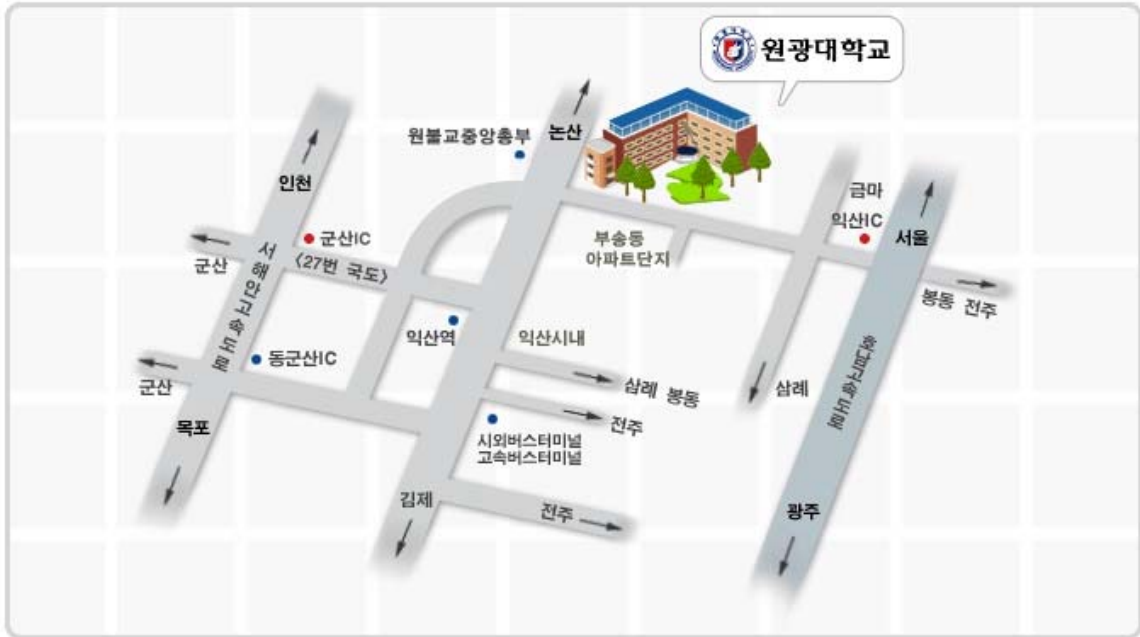 원광대학교
원불교중앙총부
논산
인천
금마
익산IC
서울
군산IC
부송동
아파트단지
군산
<27번 국도>
서해안고속도로
봉동 전주
익산역
익산시내
동군산IC
군산
삼례 봉동
삼례
호남고속도로
전주
목포
시외버스터미널
고속버스터미널
김제
전주
광주